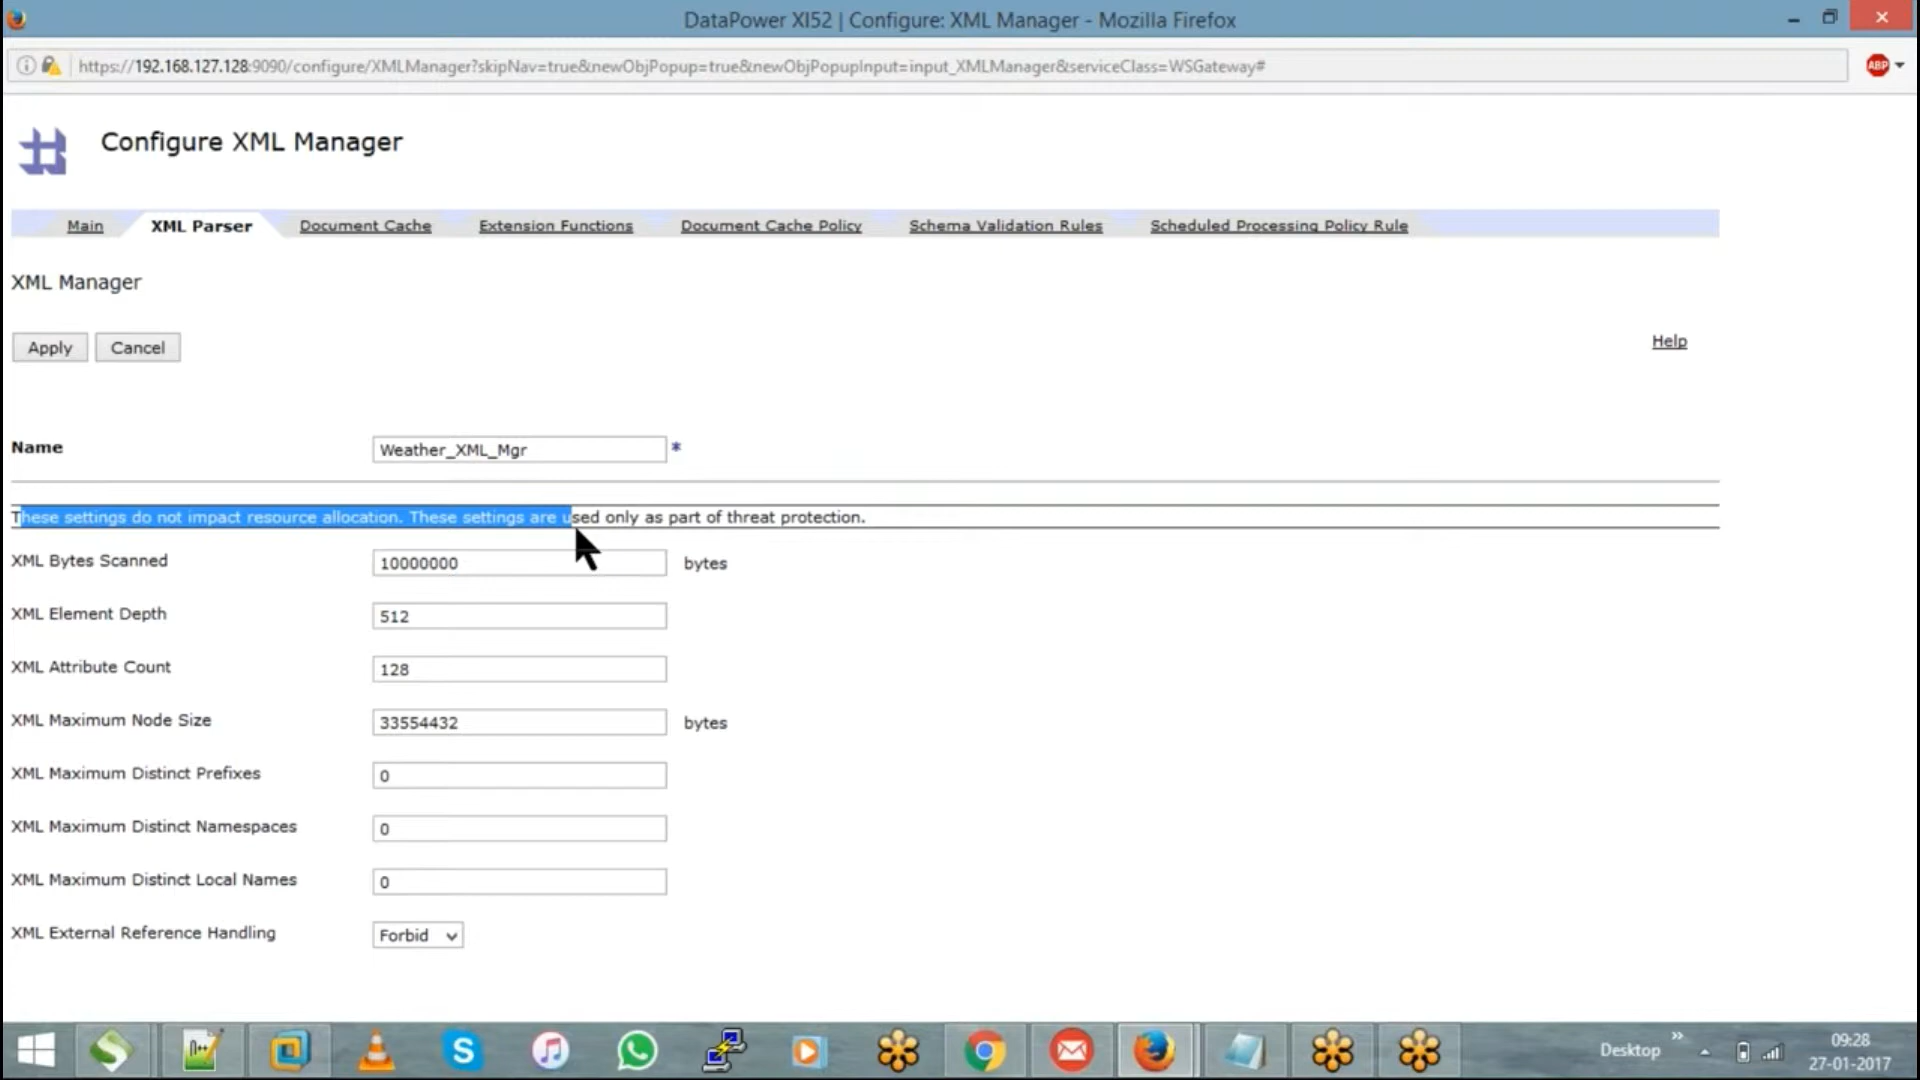 DataPower XI52 | Configure: XML Manager - Mozilla Firefox
https://192.168.127.128:9090/configure/XMLManager?skipNav=true&newObjPopup=true&newObjPopupInput=input_XMLManager&serviceClass=WSGateway#
ABP
Configure XML Manager
Main XML Parser Document Cache Extension Functions Document Cache Policy Schema Validation Rules Scheduled Processing Policy Rule
XML Manager
Apply Cancel Help
Name Weather_XML_Mgr *
These settings do not impact resource allocation. These settings are used only as part of threat protection.
XML Bytes Scanned 10000000 bytes
XML Element Depth 512
XML Attribute Count 128
XML Maximum Node Size 33554432 bytes
XML Maximum Distinct Prefixes 0
XML Maximum Distinct Namespaces 0
XML Maximum Distinct Local Names 0
XML External Reference Handling Forbid
Desktop 09:28
27-01-2017